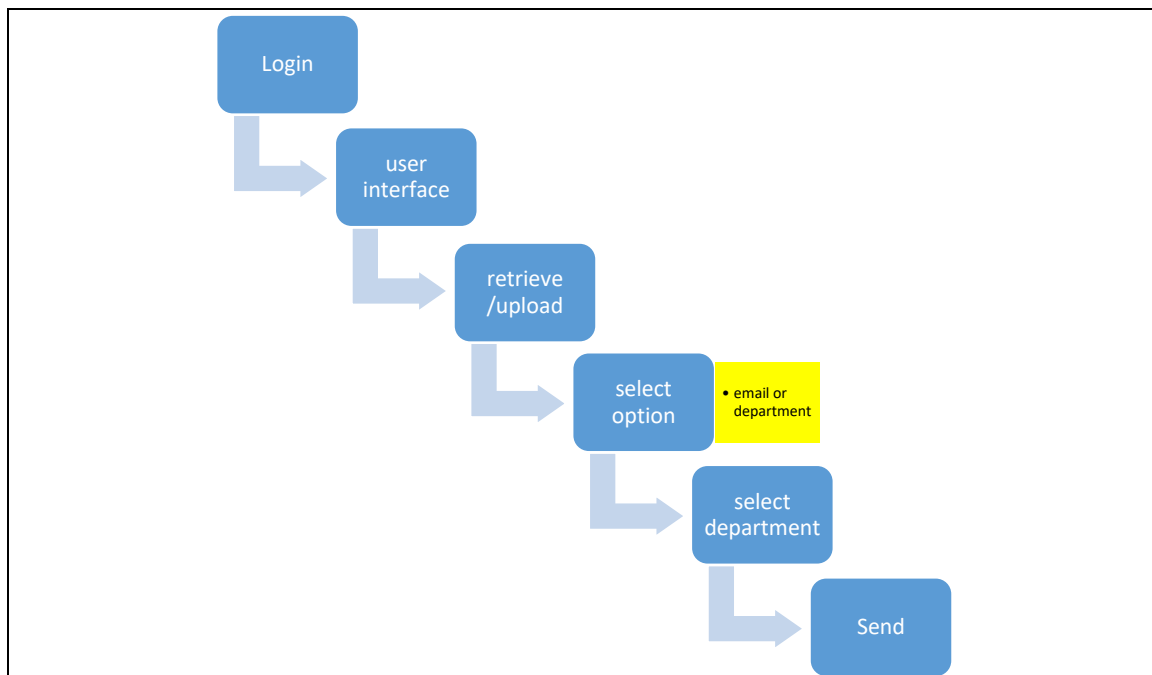 Login
user
interface
retrieve
/upload
select
option
• email or
department
select
department
Send